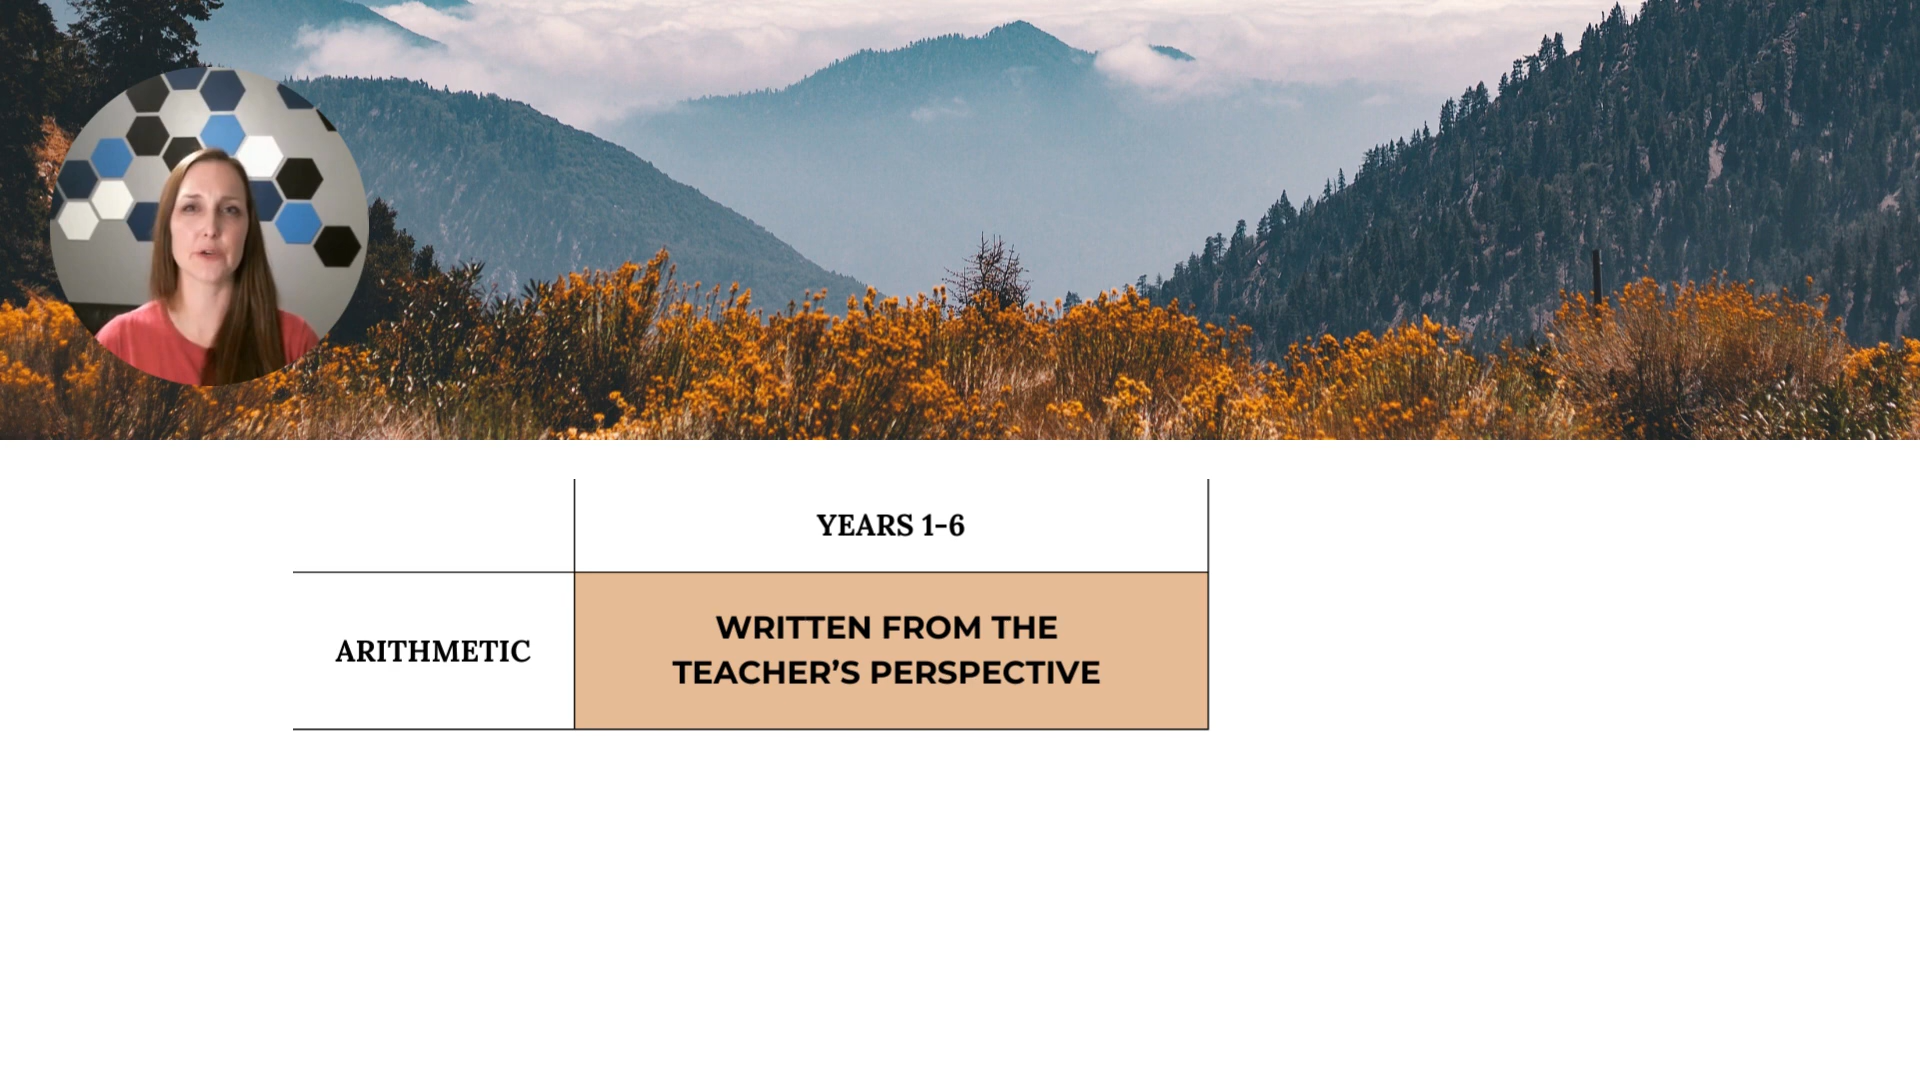 YEARS 1-6
ARITHMETIC
WRITTEN FROM THE
TEACHER'S PERSPECTIVE